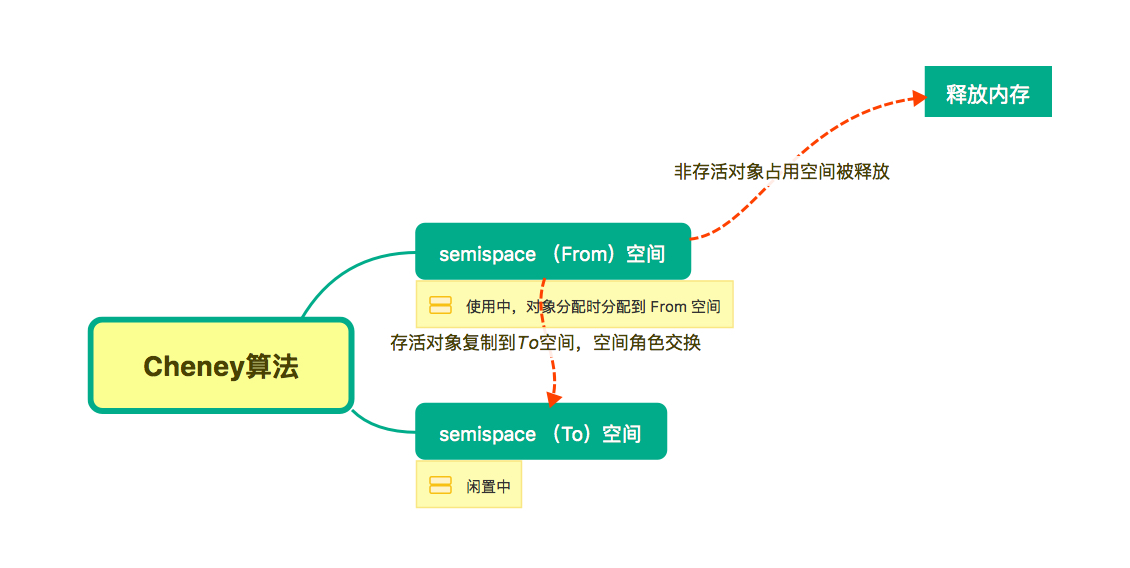 释放内存
非存活对象占用空间被释放
semispace （From）空间
使用中，对象分配时分配到 From 空间
存活对象复制到To空间，空间角色交换
Cheney算法
semispace （To）空间
闲置中